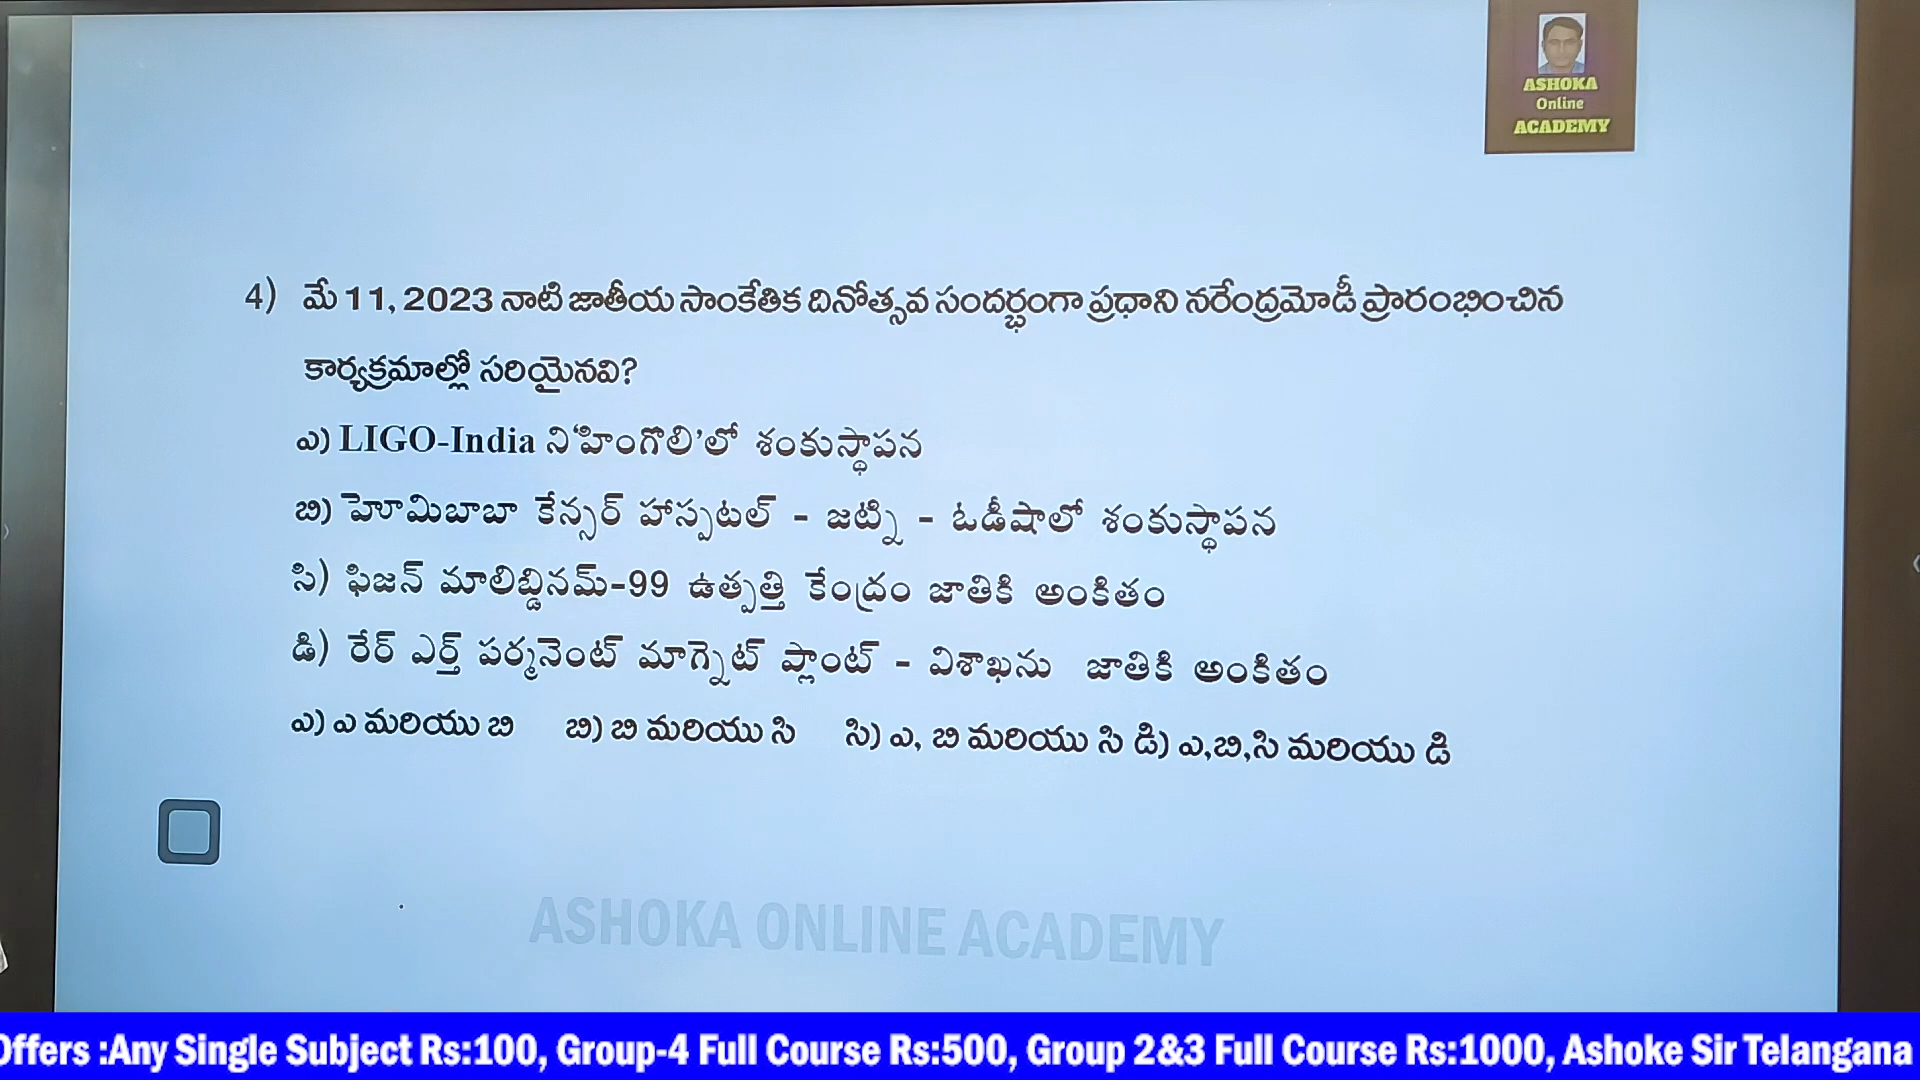 ASHOKA
Online
ACADEMY
4) మే 11, 2023 నాటి జాతీయ సాంకేతిక దినోత్సవ సందర్భంగా ప్రధాని నరేంద్రమోడీ ప్రారంభించిన
కార్యక్రమాల్లో సరియైనవి?
ఎ) LIGO-India ని ‘హింగొలి’లో శంకుస్థాపన
బి) హెూమిబాబా కేన్సర్ హాస్పటల్ - జట్ని - ఓడీషాలో శంకుస్థాపన
సి) ఫిజన్ మాలిబ్డినమ్-99 ఉత్పత్తి కేంద్రం జాతికి అంకితం
డి) రేర్ ఎర్త్ పర్మనెంట్ మాగ్నెట్ ప్లాంట్ - విశాఖను జాతికి అంకితం
ఎ) ఎ మరియు బి బి) బి మరియు సి సి) ఎ, బి మరియు సి డి) ఎ,బి,సి మరియు డి
ASHOKA ONLINE ACADEMY
Offers :Any Single Subject Rs:100, Group-4 Full Course Rs:500, Group 2&3 Full Course Rs:1000, Ashoke Sir Telangana